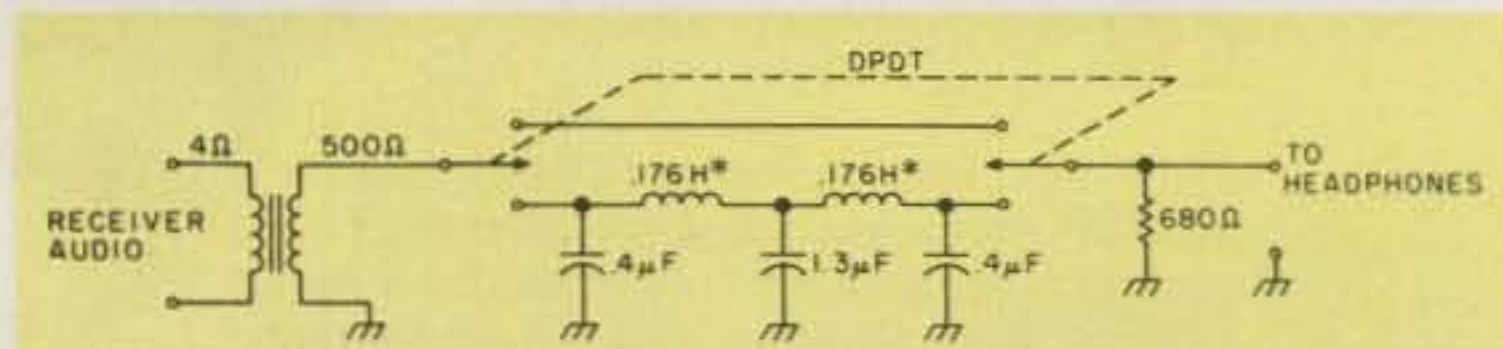 DPDT
4Ω
500Ω
.176H*
.176H*
TO
HEADPHONES
RECEIVER
AUDIO
680Ω
.4µF
1.3µF
.4µF